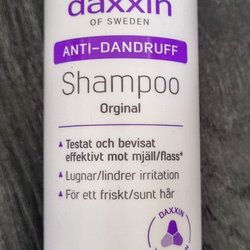 daxxin
OF SWEDEN
ANTI-DANDRUFF
Shampoo
Orginal
Testat och bevisat
effektivt mot mjäll/flass*
Lugnar/lindrer irritation
För ett friskt/sunt hår
DAXXIN